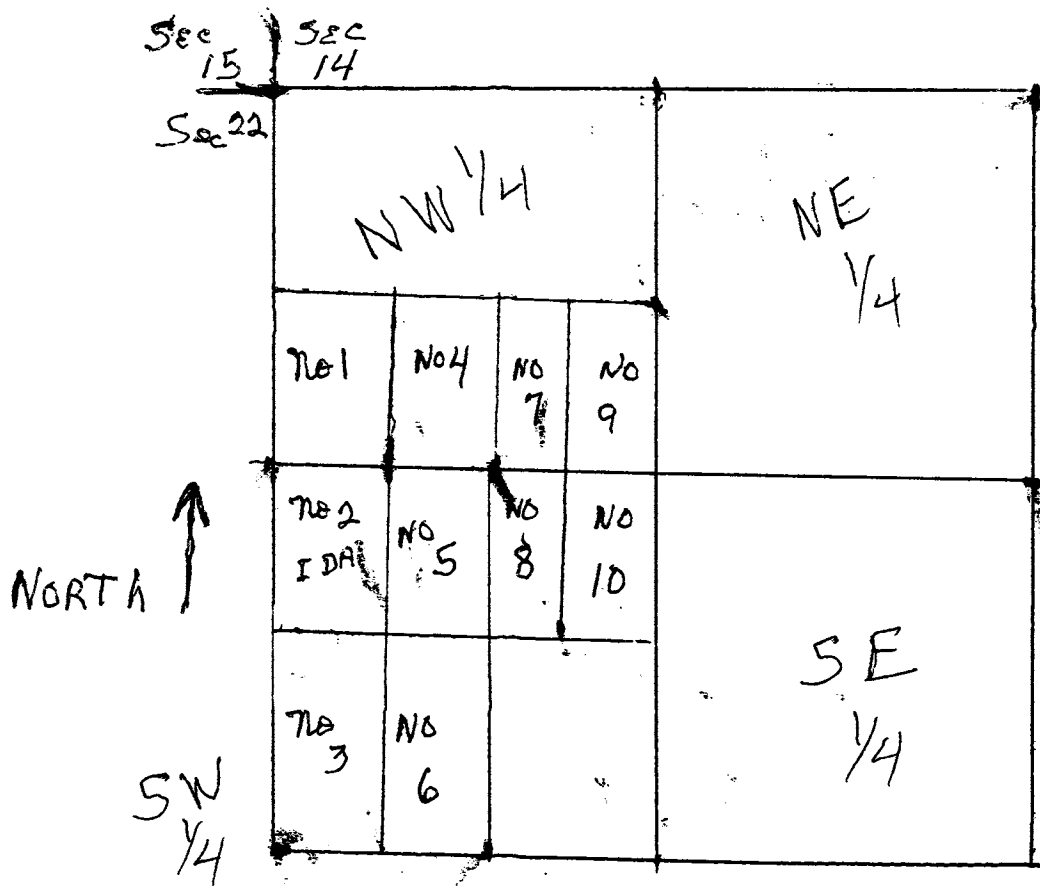 Sec SEC
15 14
Sec 22
NW 1/4
NE
1/4
No 1
No 4
No
7
No
9
No 2
IDA
No
5
No
8
No
10
NORTH
No
3
No
6
SE
1/4
SW
1/4